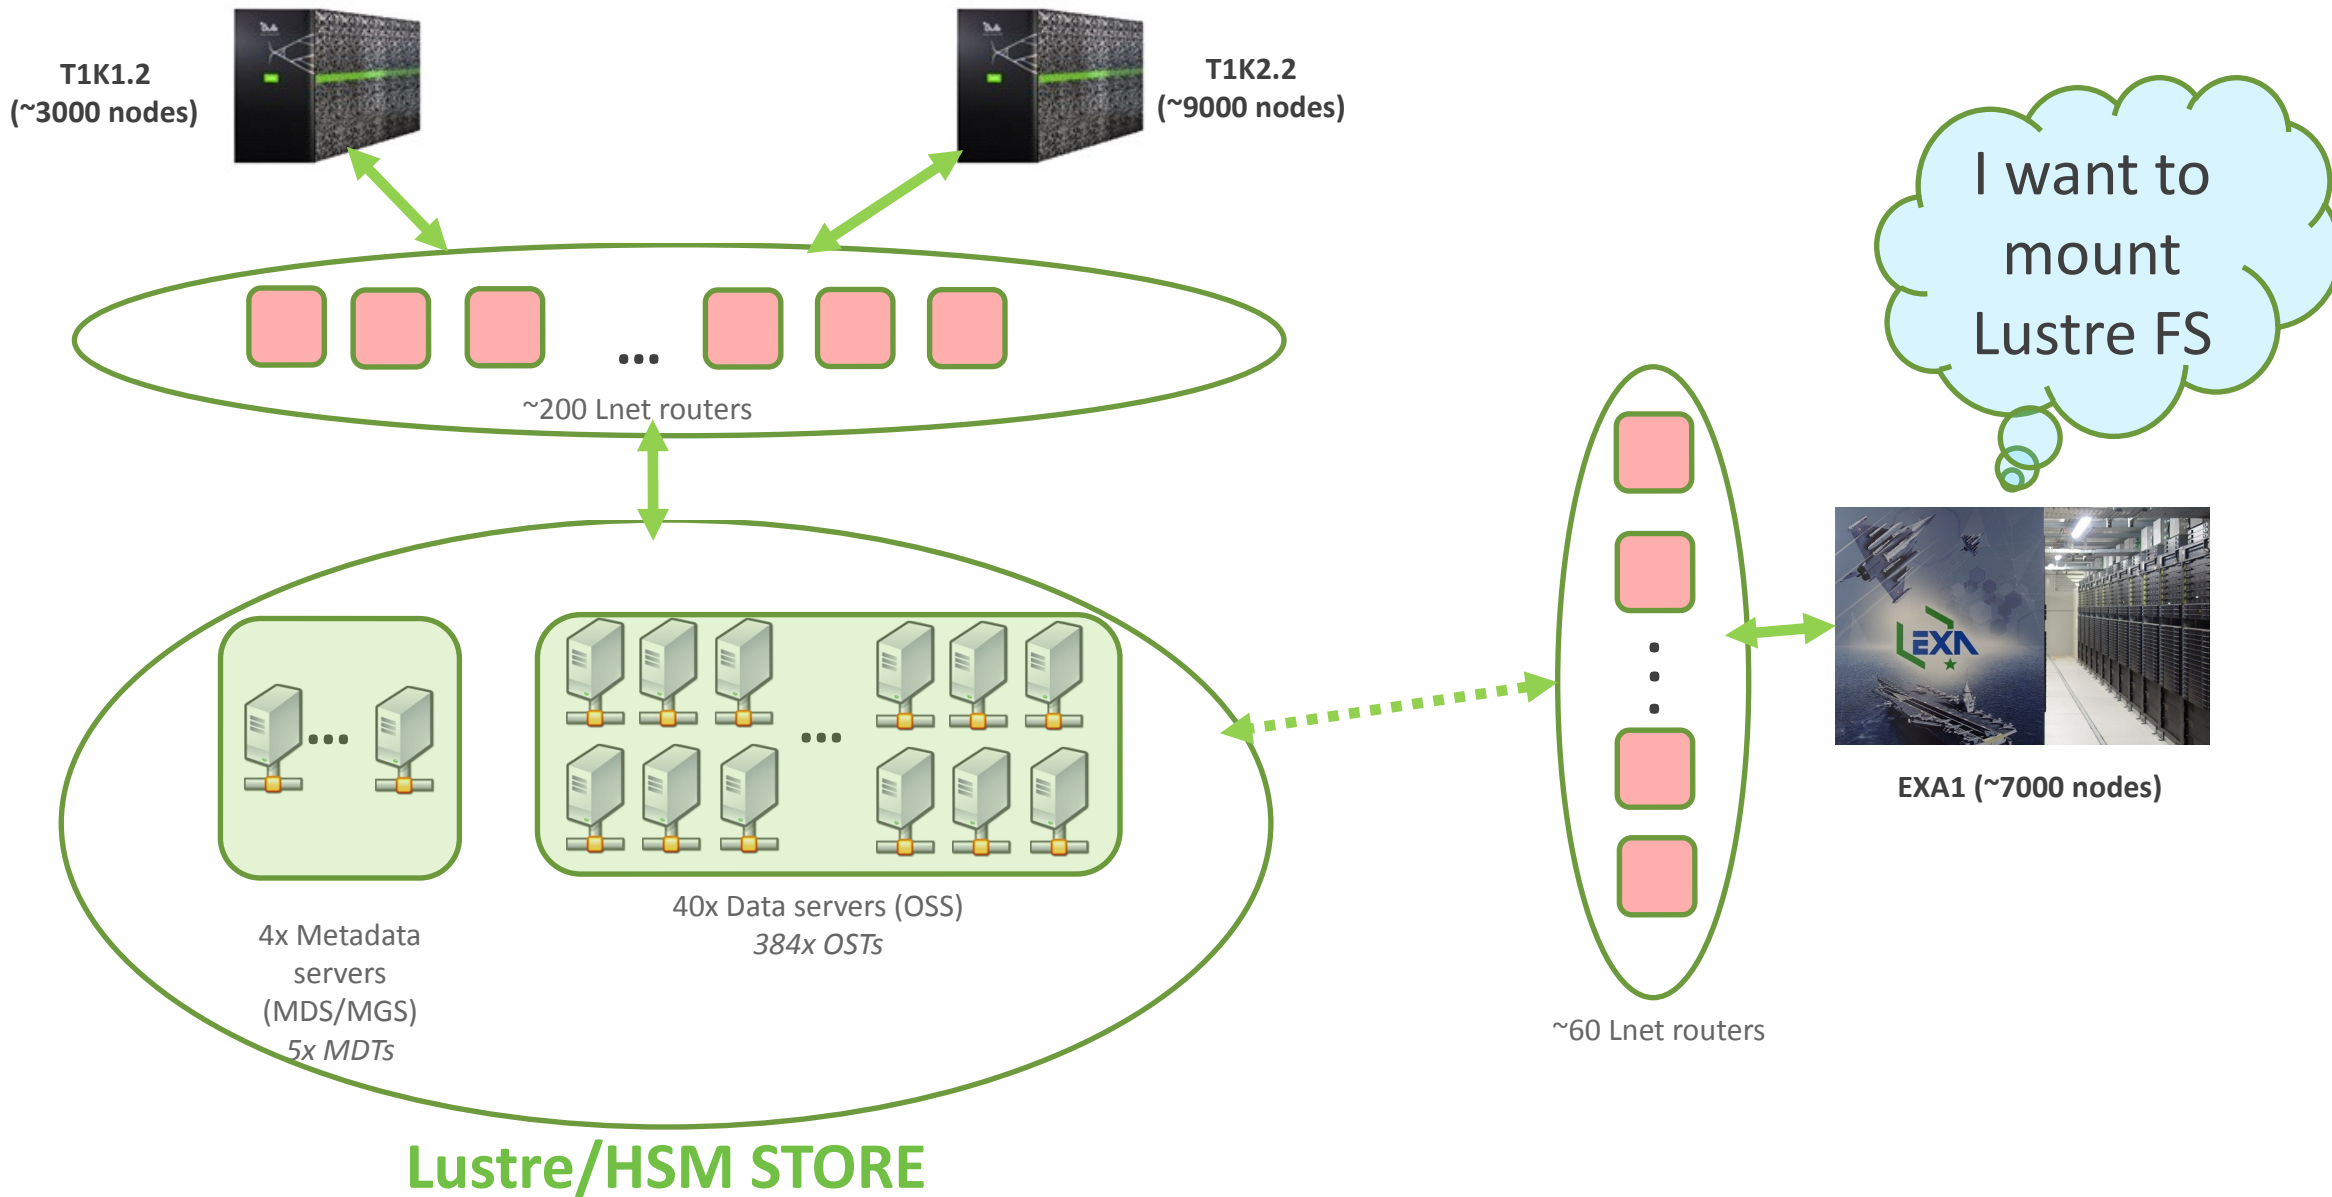 T1K1.2
(~3000 nodes)
T1K2.2
(~9000 nodes)
I want to
mount
Lustre FS
...
~200 Lnet routers
EXA
EXA1 (~7000 nodes)
~60 Lnet routers
...
...
40x Data servers (OSS)
384x OSTs
4x Metadata
servers
(MDS/MGS)
5x MDTs
Lustre/HSM STORE